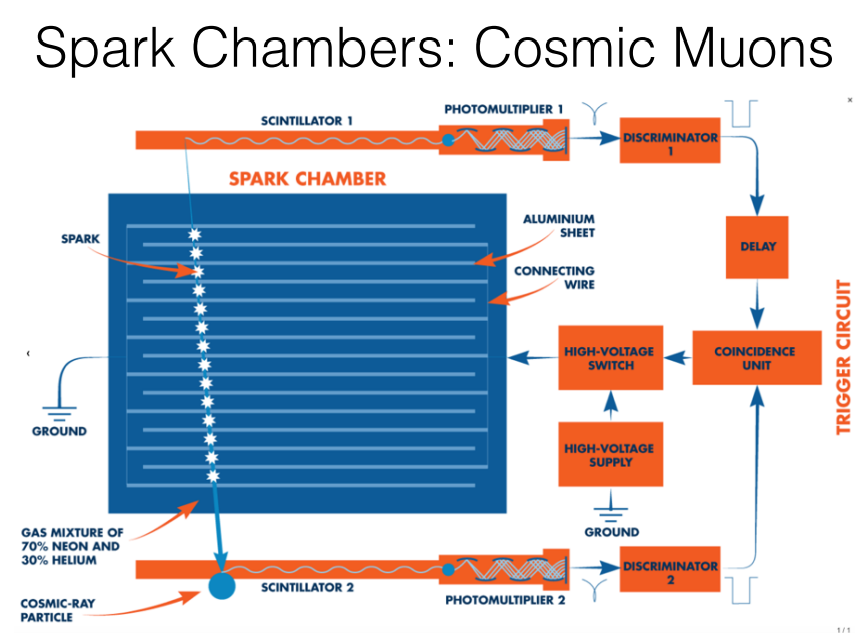 Spark Chambers: Cosmic Muons
PHOTOMULTIPLIER 1
SCINTILLATOR 1
DISCRIMINATOR
1
SPARK CHAMBER
SPARK
ALUMINIUM
SHEET
CONNECTING
WIRE
DELAY
TRIGGER CIRCUIT
HIGH-VOLTAGE
SWITCH
COINCIDENCE
UNIT
GROUND
HIGH-VOLTAGE
SUPPLY
GROUND
GAS MIXTURE OF
70% NEON AND
30% HELIUM
SCINTILLATOR 2
DISCRIMINATOR
2
PHOTOMULTIPLIER 2
COSMIC-RAY
PARTICLE
1 / 1